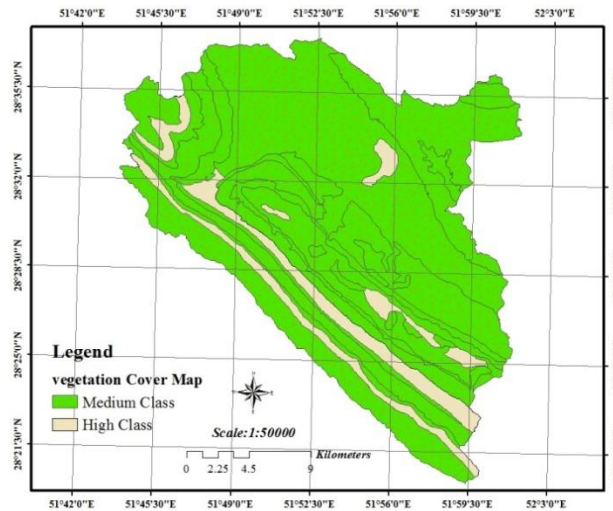 51°42'0"E 51°45'30"E 51°49'0"E 51°52'30"E 51°56'0"E 51°59'30"E 52°3'0"E
28°35'30"N
28°32'0"N
28°28'30"N
28°25'0"N
28°21'30"N
Legend
vegetation Cover Map
Medium Class
High Class
Scale:1:50000
Kilometers
0 2.25 4.5 9
51°42'0"E 51°45'30"E 51°49'0"E 51°52'30"E 51°56'0"E 51°59'30"E 52°3'0"E